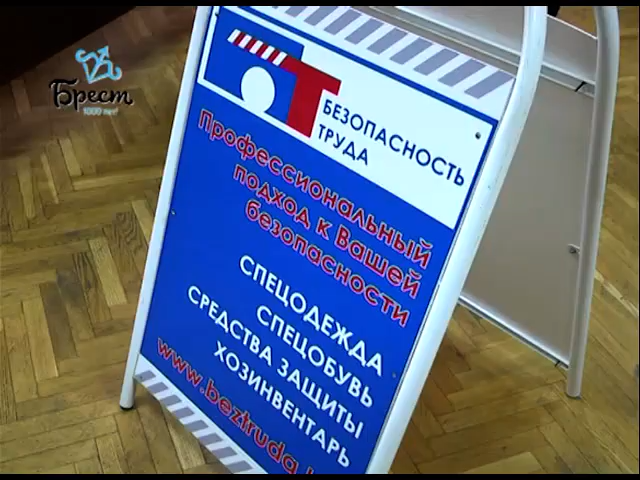 Брест
1000 лет!
БЕЗОПАСНОСТЬ
ТРУДА
Профессиональный
подход к Вашей
безопасности
СПЕЦОДЕЖДА
СПЕЦОБУВЬ
СРЕДСТВА ЗАЩИТЫ
ХОЗИНВЕНТАРЬ
www.beztruda.